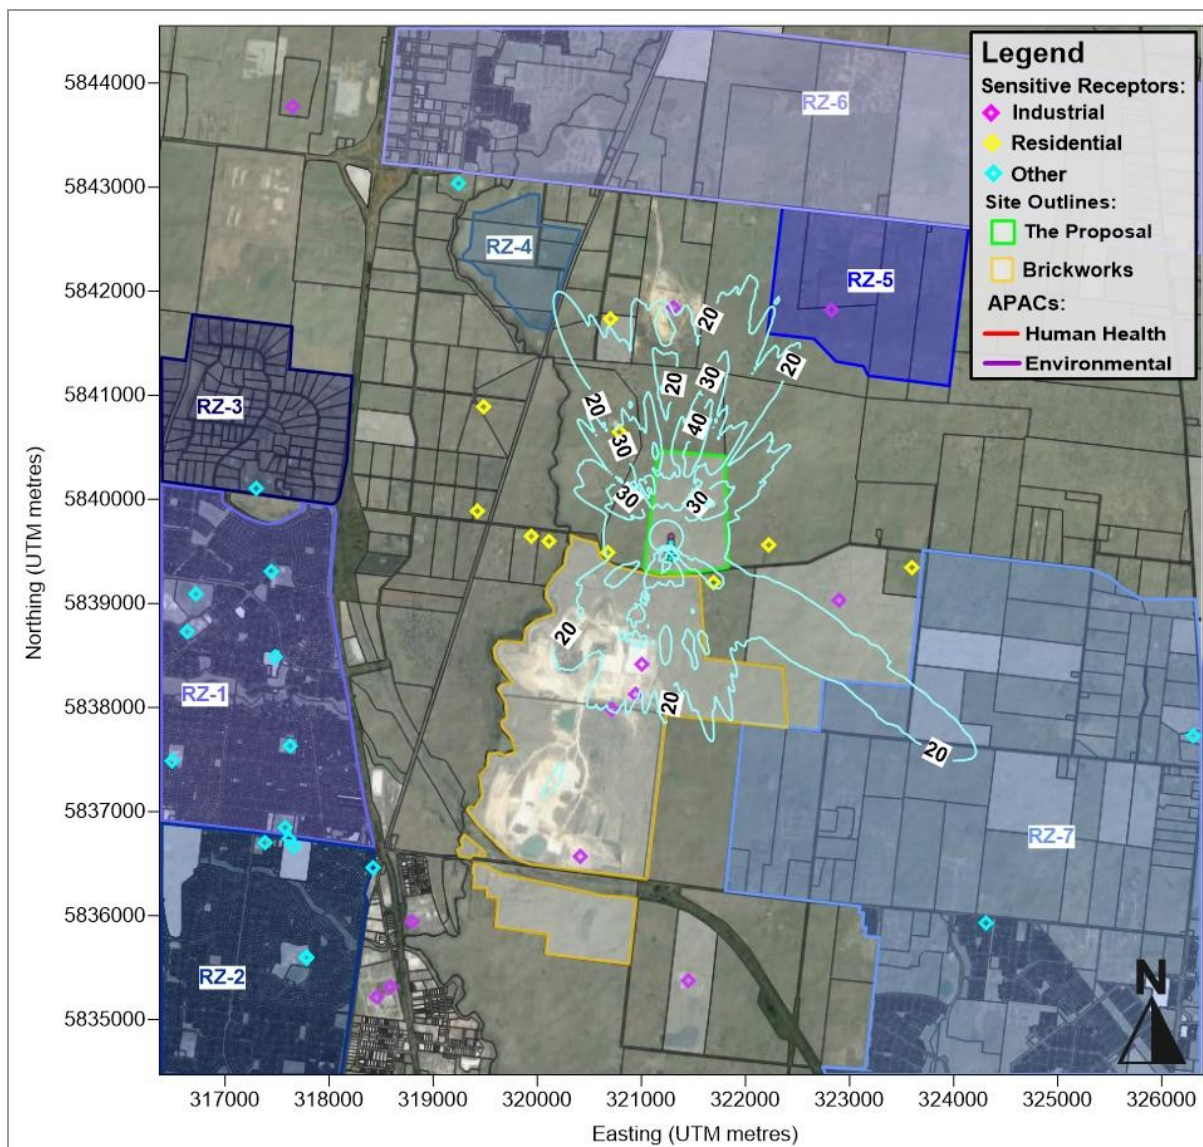 Legend
Sensitive Receptors:
Industrial
Residential
Other
Site Outlines:
The Proposal
Brickworks
APACs:
Human Health
Environmental
5844000
5843000
5842000
5841000
5840000
5839000
5838000
5837000
5836000
5835000
Northing (UTM metres)
RZ-6
RZ-4
RZ-5
RZ-3
RZ-1
RZ-7
RZ-2
20
20
20
30
20
40
30
30
30
20
20
20
N
317000
318000
319000
320000
321000
322000
323000
324000
325000
326000
Easting (UTM metres)